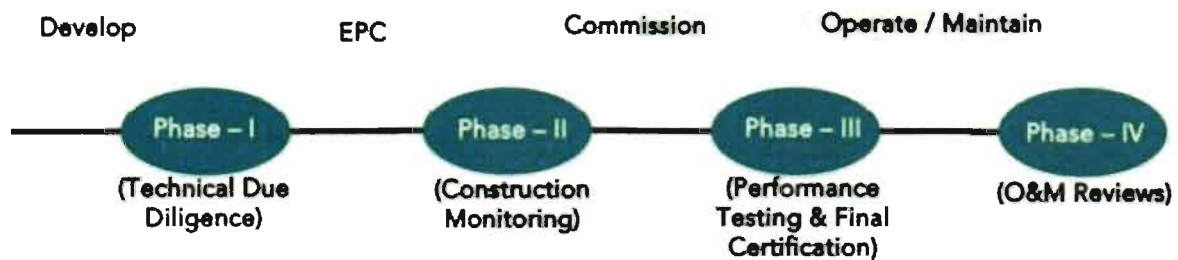 Develop
EPC
Commission
Operate / Maintain
Phase – I
Phase – II
Phase – III
Phase – IV
(Technical Due
Diligence)
(Construction
Monitoring)
(Performance
Testing & Final
Certification)
(O&M Reviews)